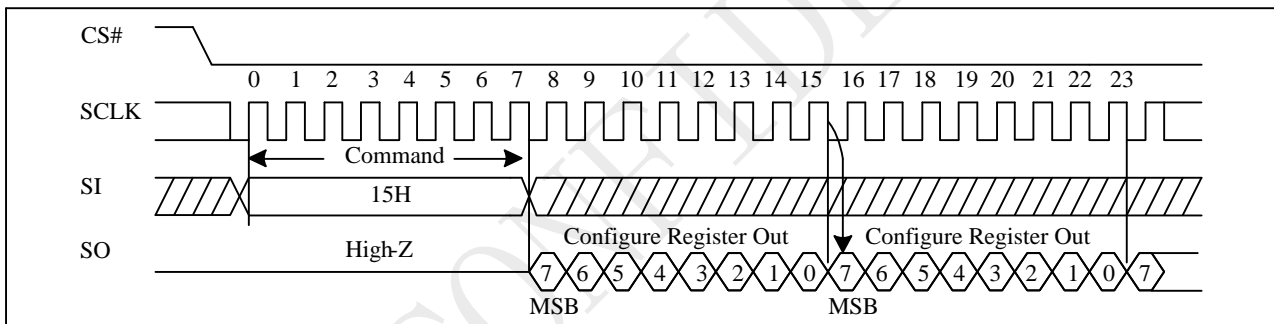 CS#
0 1 2 3 4 5 6 7 8 9 10 11 12 13 14 15 16 17 18 19 20 21 22 23
SCLK
Command
SI
15H
SO
High-Z
Configure Register Out
Configure Register Out
7 6 5 4 3 2 1 0 7 6 5 4 3 2 1 0 7
MSB
MSB